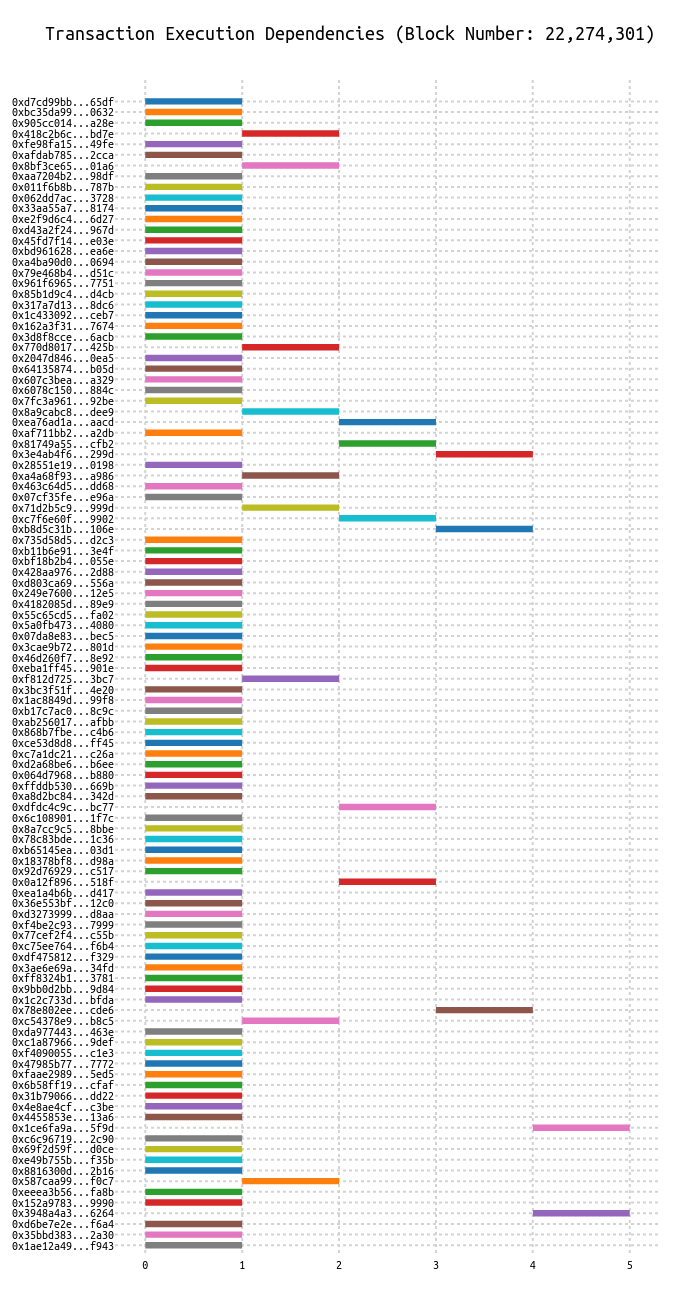 Transaction Execution Dependencies (Block Number: 22,274,301)
0xd7cd99bb...65df
0xbc35da99...0632
0x905cc014...a28e
0x418c2b6c...bd7e
0xfe98fa15...49fe
0xafdab785...2cca
0x8bf3ce65...01a6
0xaa7204b2...98df
0x011f6b8b...787b
0x062dd7ac...3728
0x33aa55a7...8174
0xe2f9d6c4...6d27
0xd43a2f24...967d
0x45fd7f14...e03e
0xbd961628...ea6e
0xa4ba90d0...0694
0x79e468b4...d51c
0x961f6965...7751
0x85b1d9c4...d4cb
0x317a7d13...8dc6
0x1c433092...ceb7
0x162a3f31...7674
0x3d8f8cce...6acb
0x770d8017...425b
0x2047d846...0ea5
0x64135874...b05d
0x607c3bea...a329
0x6078c150...884c
0x7fc3a961...92be
0x8a9cabc8...dee9
0xea76ad1a...aacd
0xaf711bb2...a2db
0x81749a55...cfb2
0x3e4ab4f6...299d
0x28551e19...0198
0xa4a68f93...a986
0x463c64d5...dd68
0x07cf35fe...e96a
0x71d2b5c9...999d
0xc7f6e60f...9902
0xb8d5c31b...106e
0x735d58d5...d2c3
0xb11b6e91...3e4f
0xbf18b2b4...055e
0x428aa976...2d88
0xd803ca69...556a
0x249e7600...12e5
0x4182085d...89e9
0x55c65cd5...fa02
0x5a0fb473...4080
0x07da8e83...bec5
0x3cae9b72...801d
0x46d260f7...8e92
0xeba1ff45...901e
0xf812d725...3bc7
0x3bc3f51f...4e20
0x1ac8849d...99f8
0xb17c7ac0...8c9c
0xab256017...afbb
0x868b7fbe...c4b6
0xce53d8d8...ff45
0xc7a1dc21...c26a
0xd2a68be6...b6ee
0x064d7968...b880
0xffddb530...669b
0xa8d2bc84...342d
0xdfdc4c9c...bc77
0x6c108901...1f7c
0x8a7cc9c5...8bbe
0x78c83bde...1c36
0xb65145ea...03d1
0x18378bf8...d98a
0x92d76929...c517
0x0a12f896...518f
0xea1a4b6b...d417
0x36e553bf...12c0
0xd3273999...d8aa
0xf4be2c93...7999
0x77cef2f4...c55b
0xc75ee764...f6b4
0xdf475812...f329
0x3ae6e69a...34fd
0xff8324b1...3781
0x9bb0d2bb...9d84
0x1c2c733d...bfda
0x78e802ee...cde6
0xc54378e9...b8c5
0xda977443...463e
0xc1a87966...9def
0xf4090055...c1e3
0x47985b77...7772
0xfaae2989...5ed5
0x6b58ff19...cfaf
0x31b79066...dd22
0x4e8ae4cf...c3be
0x4455853e...13a6
0x1ce6fa9a...5f9d
0xc6c96719...2c90
0x69f2d59f...d0ce
0xe49b755b...f35b
0x8816300d...2b16
0x587caa99...f0c7
0xeeea3b56...fa8b
0x152a9783...9990
0x3948a4a3...6264
0xd6be7e2e...f6a4
0x35bbd383...2a30
0x1ae12a49...f943
0 1 2 3 4 5